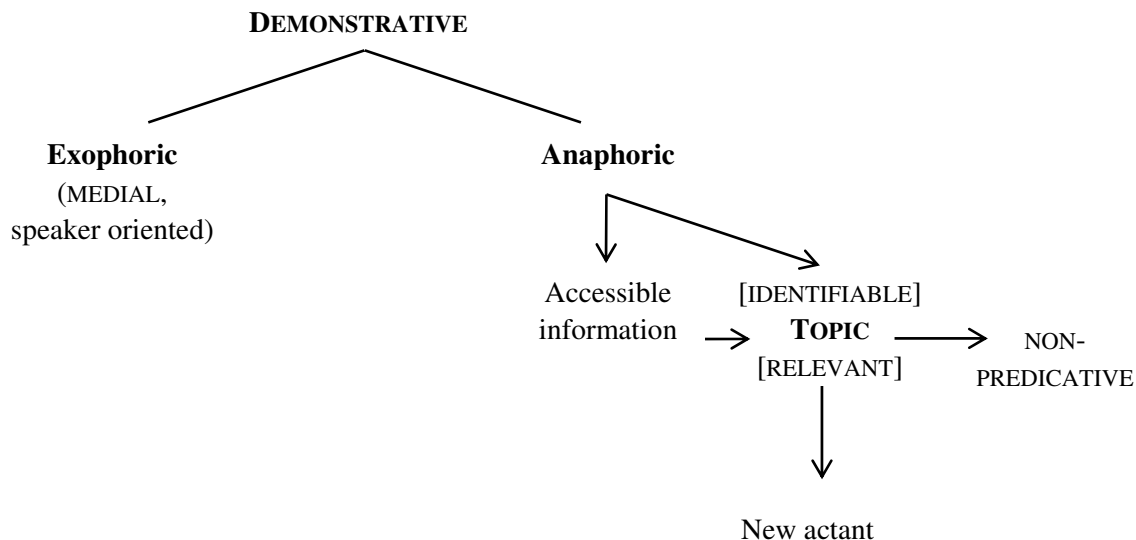 DEMONSTRATIVE
Exophoric
(MEDIAL,
speaker oriented)
Anaphoric
Accessible
information
[IDENTIFIABLE]
TOPIC
[RELEVANT]
NON-
PREDICATIVE
New actant